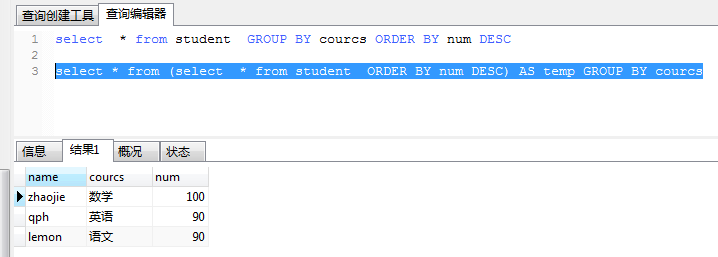 查询创建工具 查询编辑器
1 select * from student GROUP BY courcs ORDER BY num DESC
2
3 select * from (select * from student ORDER BY num DESC) AS temp GROUP BY courcs
信息 结果1 概况 状态
name courcs num
zhaojie 数学 100
qph 英语 90
lemon 语文 90